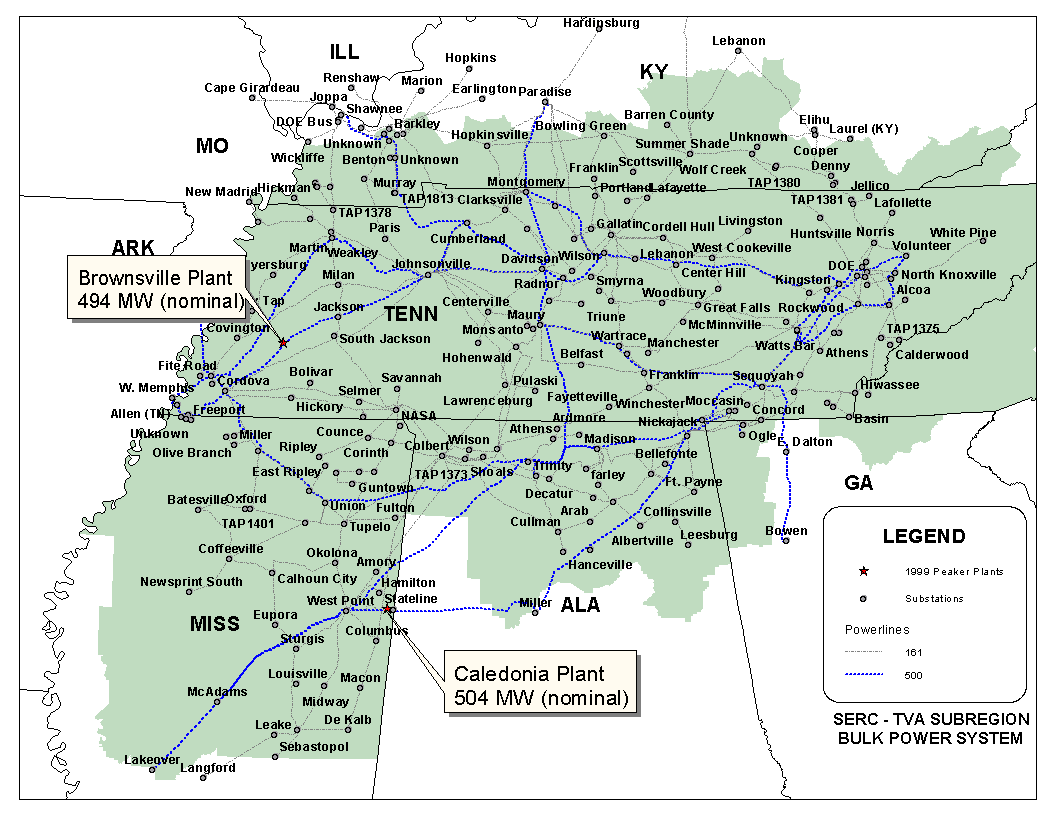 Hardinsburg
Lebanon
ILL
Hopkins
KY
Renshaw
Marion
Cape Girardeau
Earlington
Paradise
Joppa
Shawnee
DOE Bus
Barkley
Hopkinsville
Bowling Green
Barren County
Elihu
Laurel (KY)
MO
Unknown
Summer Shade
Unknown
Cooper
Wickliffe
Benton
Unknown
Franklin
Scottsville
Wolf Creek
Denny
New Madrid
Hickman
Murray
Montgomery
Portland
Lafayette
TAP1380
Jellico
TAP1813
Clarksville
TAP1381
Lafollette
TAP1378
Gallatin
Cordell Hull
Livingston
Huntsville
Norris
White Pine
ARK
Martin
Paris
Cumberland
Weakley
Davidson
Wilson
Lebanon
West Cookeville
Volunteer
Brownsville Plant
494 MW (nominal)
yersburg
Milan
Johnsonville
Radnor
Smyrna
Center Hill
Kingston
DOE
North Knoxville
Tap
Jackson
TENN
Centerville
Maury
Triune
Woodbury
Great Falls
Rockwood
Alcoa
Covington
South Jackson
Monsanto
Wartrace
McMinnville
Manchester
Watts Bar
TAP1375
Hohenwald
Belfast
Athens
Calderwood
Fite Road
Bolivar
Savannah
Pulaski
Franklin
Sequoyah
W. Memphis
Cordova
Selmer
Lawrenceburg
Fayetteville
Winchester
Moccasin
Hiwassee
Allen (TN)
Freeport
Hickory
NASA
Ardmore
Nickajack
Concord
Basin
Unknown
Miller
Counce
Athens
Madison
Ogle
E. Dalton
Olive Branch
Ripley
Corinth
Colbert
Wilson
Bellefonte
East Ripley
TAP1373
Shoals
Trinity
farley
GA
Guntown
Decatur
Ft. Payne
Batesville
Oxford
Union
Fulton
Arab
Collinsville
TAP1401
Tupelo
Cullman
Albertville
Leesburg
Bowen
Coffeeville
Okolona
Amory
Hanceville
Newsprint South
Calhoun City
Hamilton
Eupora
West Point
Stateline
Miller
ALA
MISS
Sturgis
Columbus
Caledonia Plant
504 MW (nominal)
Louisville
Macon
McAdams
Midway
Leake
De Kalb
Sebastopol
Lakeover
Langford
LEGEND
1999 Peaker Plants
Substations
Powerlines
161
500
SERC - TVA SUBREGION
BULK POWER SYSTEM